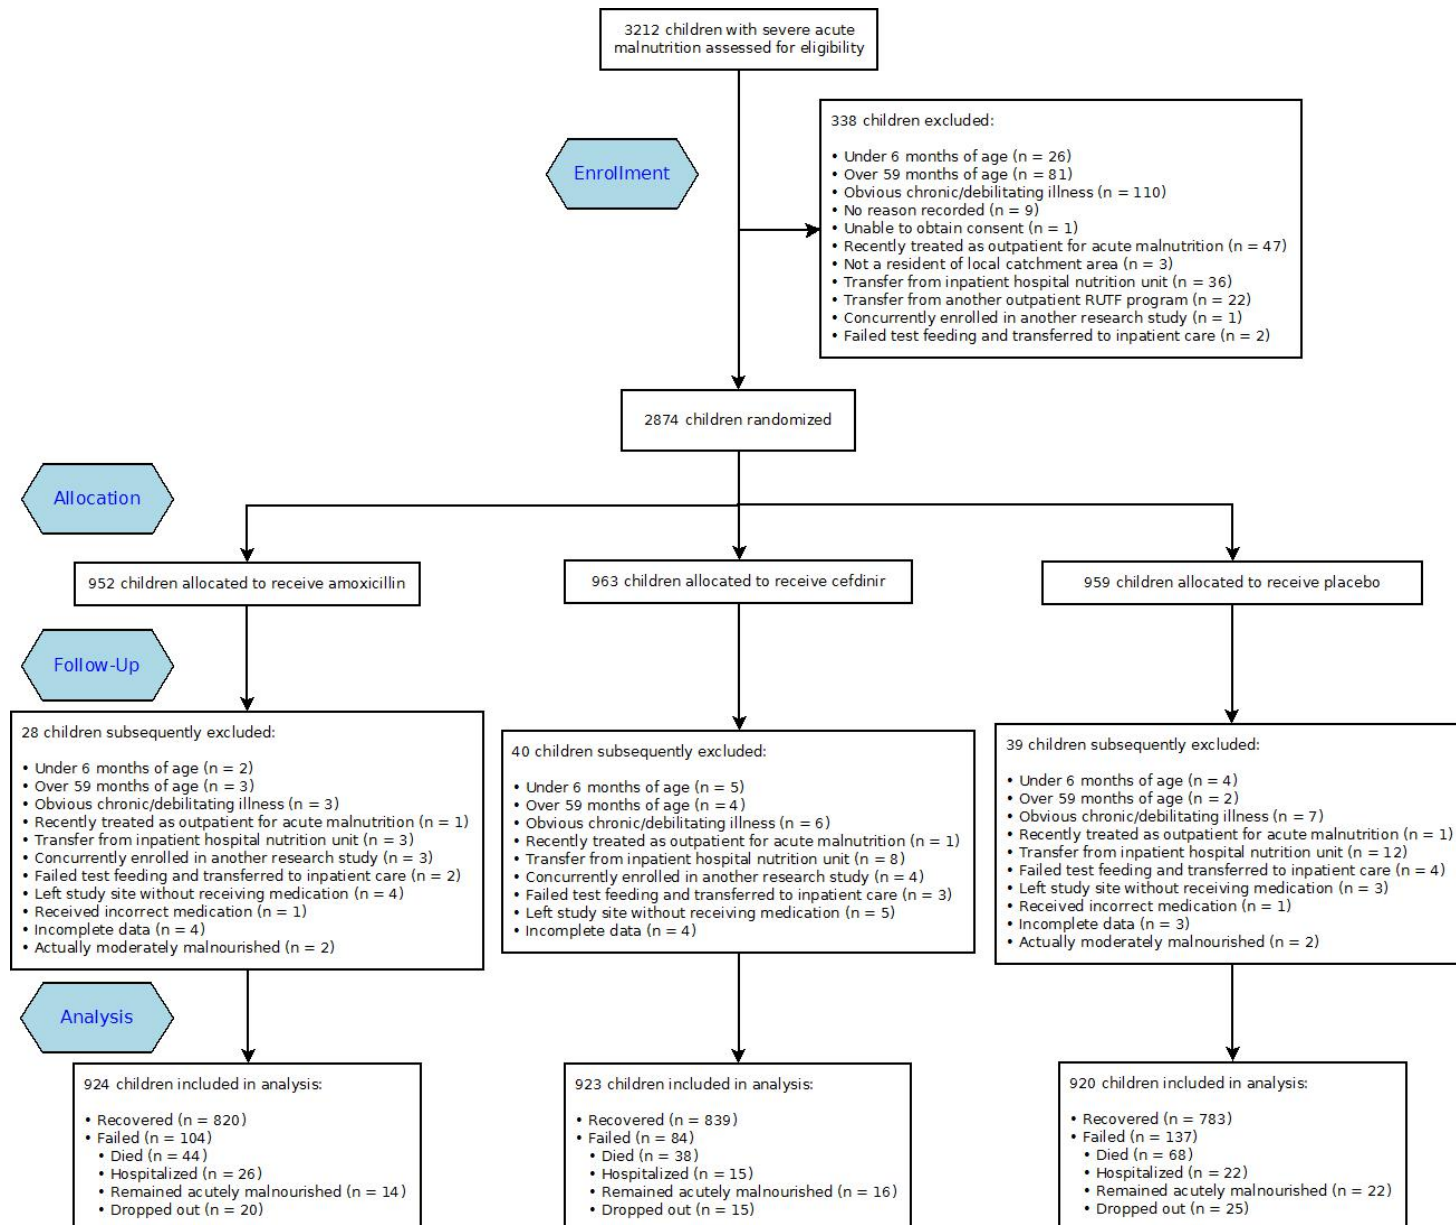 3212 children with severe acute
malnutrition assessed for eligibility
338 children excluded:
• Under 6 months of age (n = 26)
• Over 59 months of age (n = 81)
• Obvious chronic/debilitating illness (n = 110)
• No reason recorded (n = 9)
• Unable to obtain consent (n = 1)
• Recently treated as outpatient for acute malnutrition (n = 47)
• Not a resident of local catchment area (n = 3)
• Transfer from inpatient hospital nutrition unit (n = 36)
• Transfer from another outpatient RUTF program (n = 22)
• Concurrently enrolled in another research study (n = 1)
• Failed test feeding and transferred to inpatient care (n = 2)
Enrollment
2874 children randomized
Allocation
952 children allocated to receive amoxicillin
963 children allocated to receive cefdinir
959 children allocated to receive placebo
Follow-Up
28 children subsequently excluded:
• Under 6 months of age (n = 2)
• Over 59 months of age (n = 3)
• Obvious chronic/debilitating illness (n = 3)
• Recently treated as outpatient for acute malnutrition (n = 1)
• Transfer from inpatient hospital nutrition unit (n = 3)
• Concurrently enrolled in another research study (n = 3)
• Failed test feeding and transferred to inpatient care (n = 2)
• Left study site without receiving medication (n = 4)
• Received incorrect medication (n = 1)
• Incomplete data (n = 4)
• Actually moderately malnourished (n = 2)
40 children subsequently excluded:
• Under 6 months of age (n = 5)
• Over 59 months of age (n = 4)
• Obvious chronic/debilitating illness (n = 6)
• Recently treated as outpatient for acute malnutrition (n = 1)
• Transfer from inpatient hospital nutrition unit (n = 8)
• Concurrently enrolled in another research study (n = 4)
• Failed test feeding and transferred to inpatient care (n = 3)
• Left study site without receiving medication (n = 5)
• Incomplete data (n = 4)
39 children subsequently excluded:
• Under 6 months of age (n = 4)
• Over 59 months of age (n = 2)
• Obvious chronic/debilitating illness (n = 7)
• Recently treated as outpatient for acute malnutrition (n = 1)
• Transfer from inpatient hospital nutrition unit (n = 12)
• Failed test feeding and transferred to inpatient care (n = 4)
• Left study site without receiving medication (n = 3)
• Received incorrect medication (n = 1)
• Incomplete data (n = 3)
• Actually moderately malnourished (n = 2)
Analysis
924 children included in analysis:
• Recovered (n = 820)
• Failed (n = 104)
• Died (n = 44)
• Hospitalized (n = 26)
• Remained acutely malnourished (n = 14)
• Dropped out (n = 20)
923 children included in analysis:
• Recovered (n = 839)
• Failed (n = 84)
• Died (n = 38)
• Hospitalized (n = 15)
• Remained acutely malnourished (n = 16)
• Dropped out (n = 15)
920 children included in analysis:
• Recovered (n = 783)
• Failed (n = 137)
• Died (n = 68)
• Hospitalized (n = 22)
• Remained acutely malnourished (n = 22)
• Dropped out (n = 25)